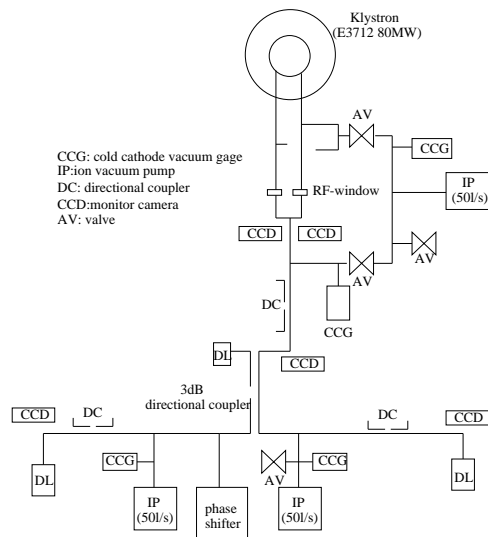 Klystron
(E3712 80MW)
AV
CCG
CCG: cold cathode vacuum gage
IP:ion vacuum pump
DC: directional coupler
CCD:monitor camera
AV: valve
RF-window
IP
(50l/s)
CCD
CCD
AV
AV
DC
CCG
DL
CCD
3dB
directional coupler
CCD
DC
DC
CCD
CCG
AV
CCG
DL
DL
IP
(50l/s)
phase
shifter
IP
(50l/s)